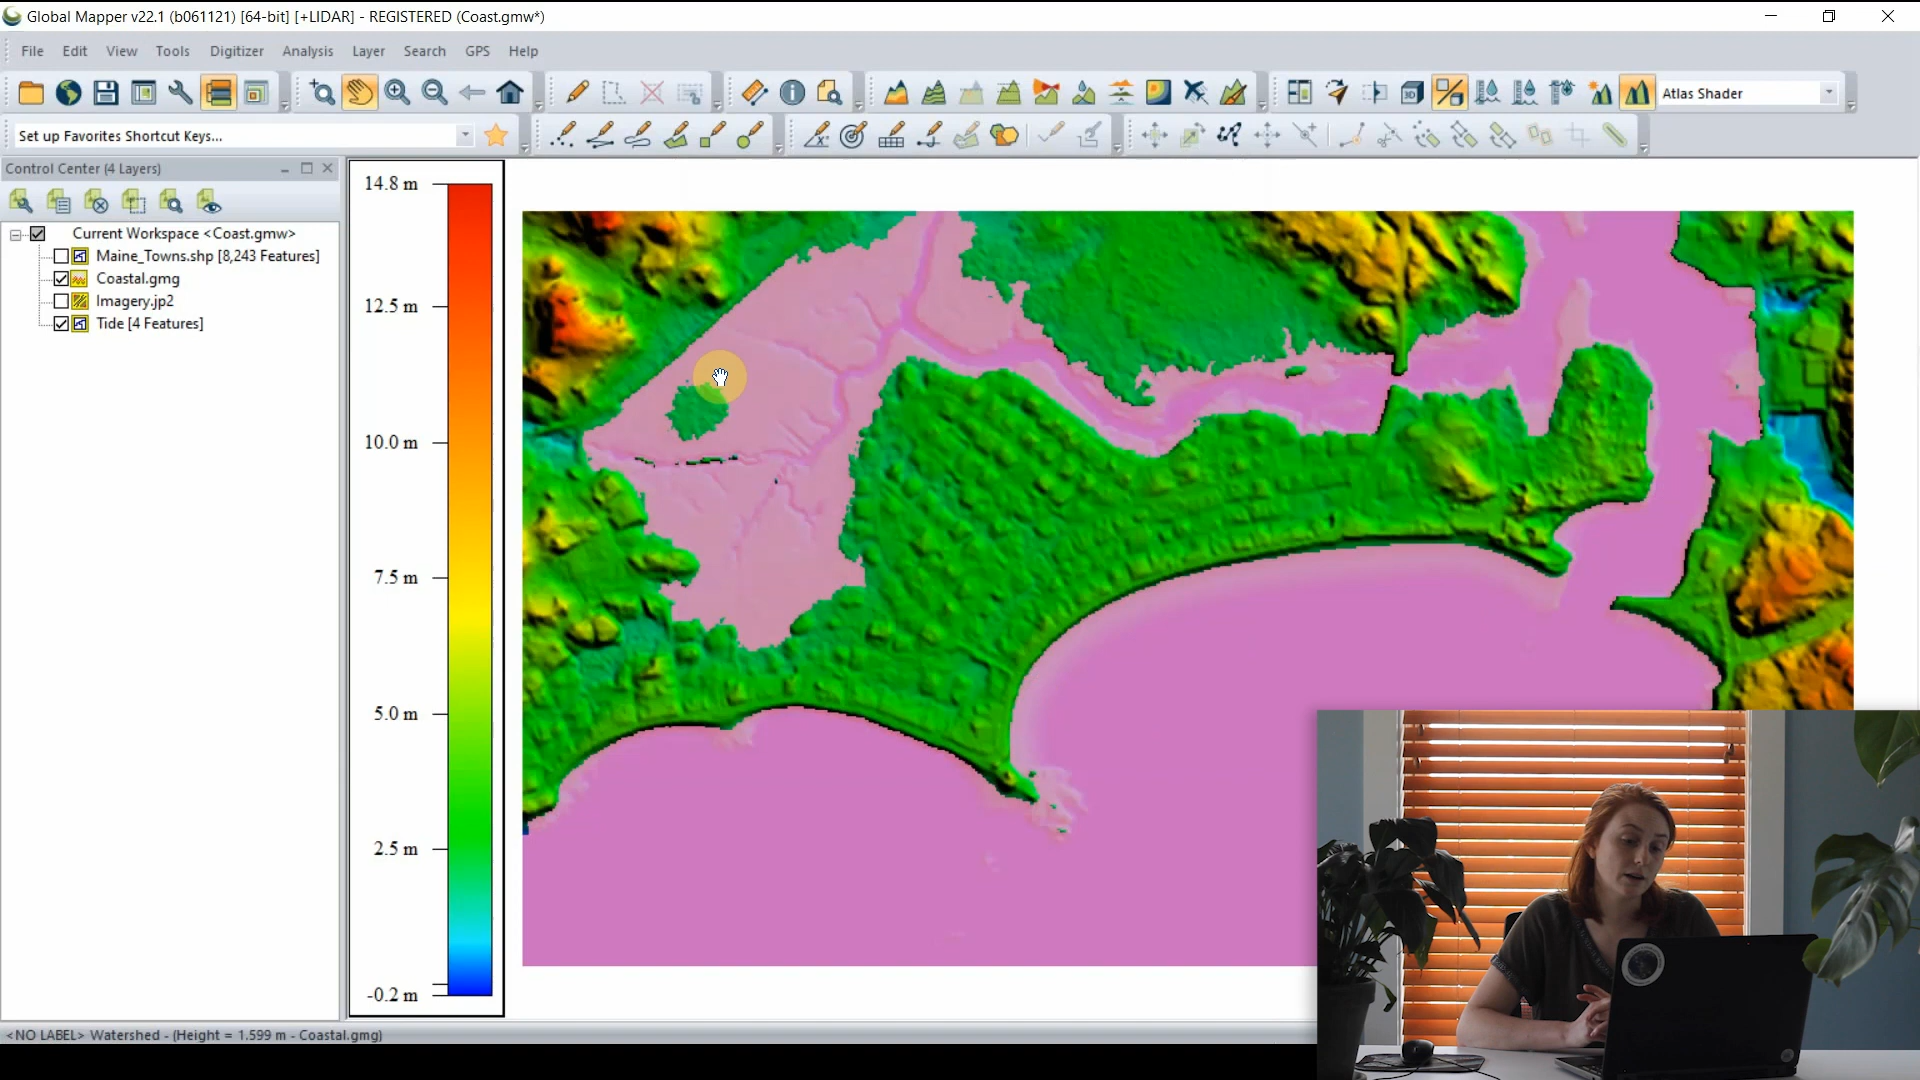 Global Mapper v22.1 (b061121) [64-bit] [+LIDAR] - REGISTERED (Coast.gmw*)
File Edit View Tools Digitizer Analysis Layer Search GPS Help
Atlas Shader
Set up Favorites Shortcut Keys...
Control Center (4 Layers)
Current Workspace <Coast.gmw>
Maine_Towns.shp [8,243 Features]
Coastal.gmg
Imagery.jp2
Tide [4 Features]
14.8 m
12.5 m
10.0 m
7.5 m
5.0 m
2.5 m
-0.2 m
<NO LABEL> Watershed - (Height = 1.599 m - Coastal.gmg)